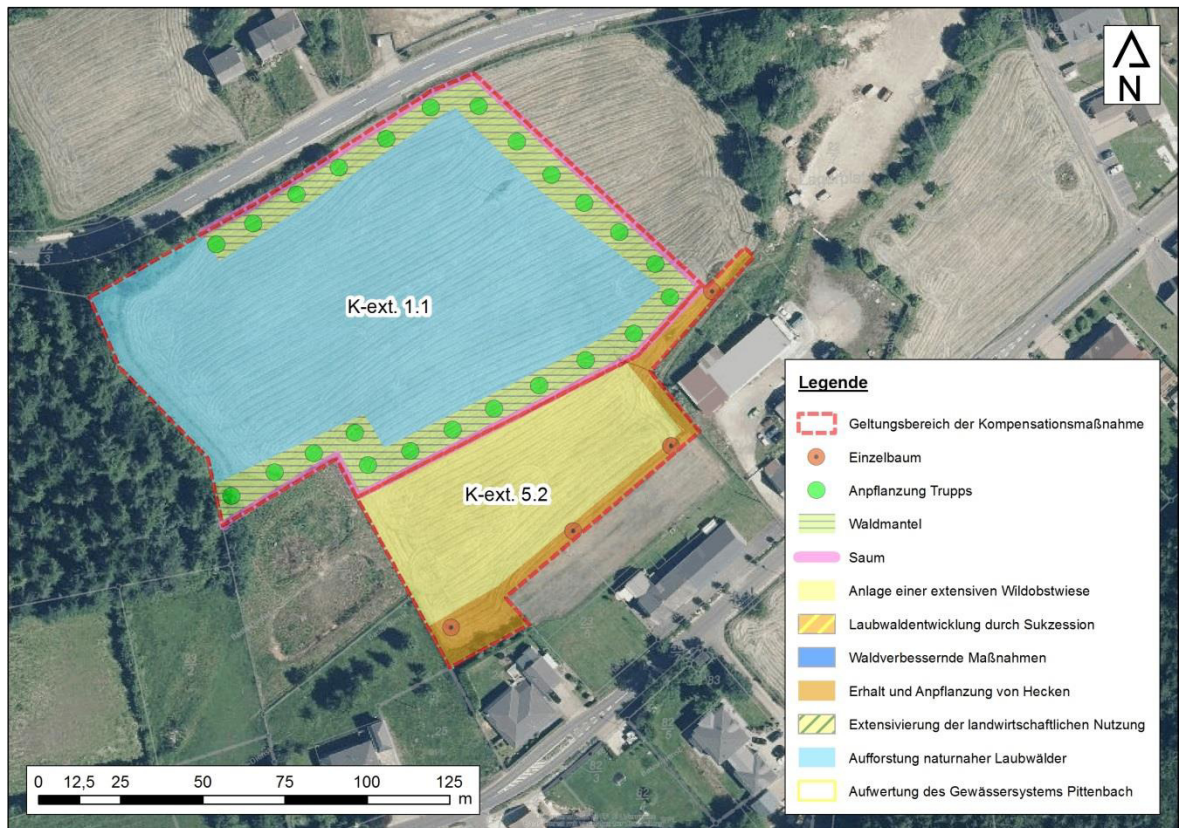 N
K-ext. 1.1
K-ext. 5.2
Legende
Geltungsbereich der Kompensationsmaßnahme
Einzelbaum
Anpflanzung Trupps
Waldmantel
Saum
Anlage einer extensiven Wildobstwiese
Laubwaldentwicklung durch Sukzession
Waldverbessernde Maßnahmen
Erhalt und Anpflanzung von Hecken
Extensivierung der landwirtschaftlichen Nutzung
Aufforstung naturnaher Laubwälder
Aufwertung des Gewässersystems Pittenbach
0 12,5 25 50 75 100 125
m